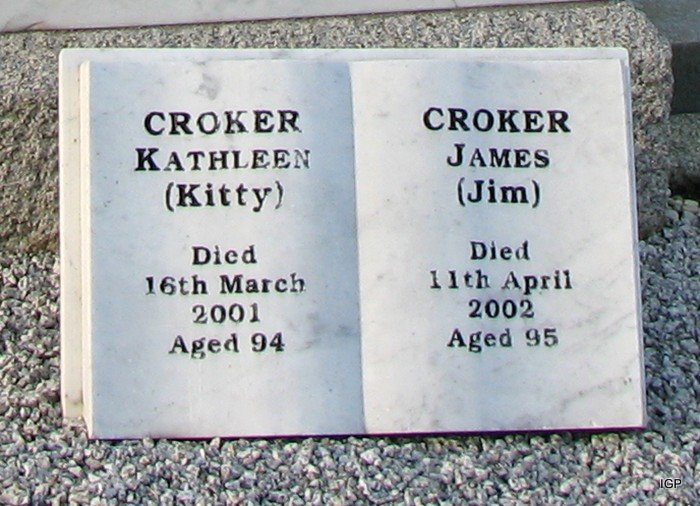 CROKER
KATHLEEN
(Kitty)
Died
16th March
2001
Aged 94
CROKER
JAMES
(Jim)
Died
11th April
2002
Aged 95
IGP